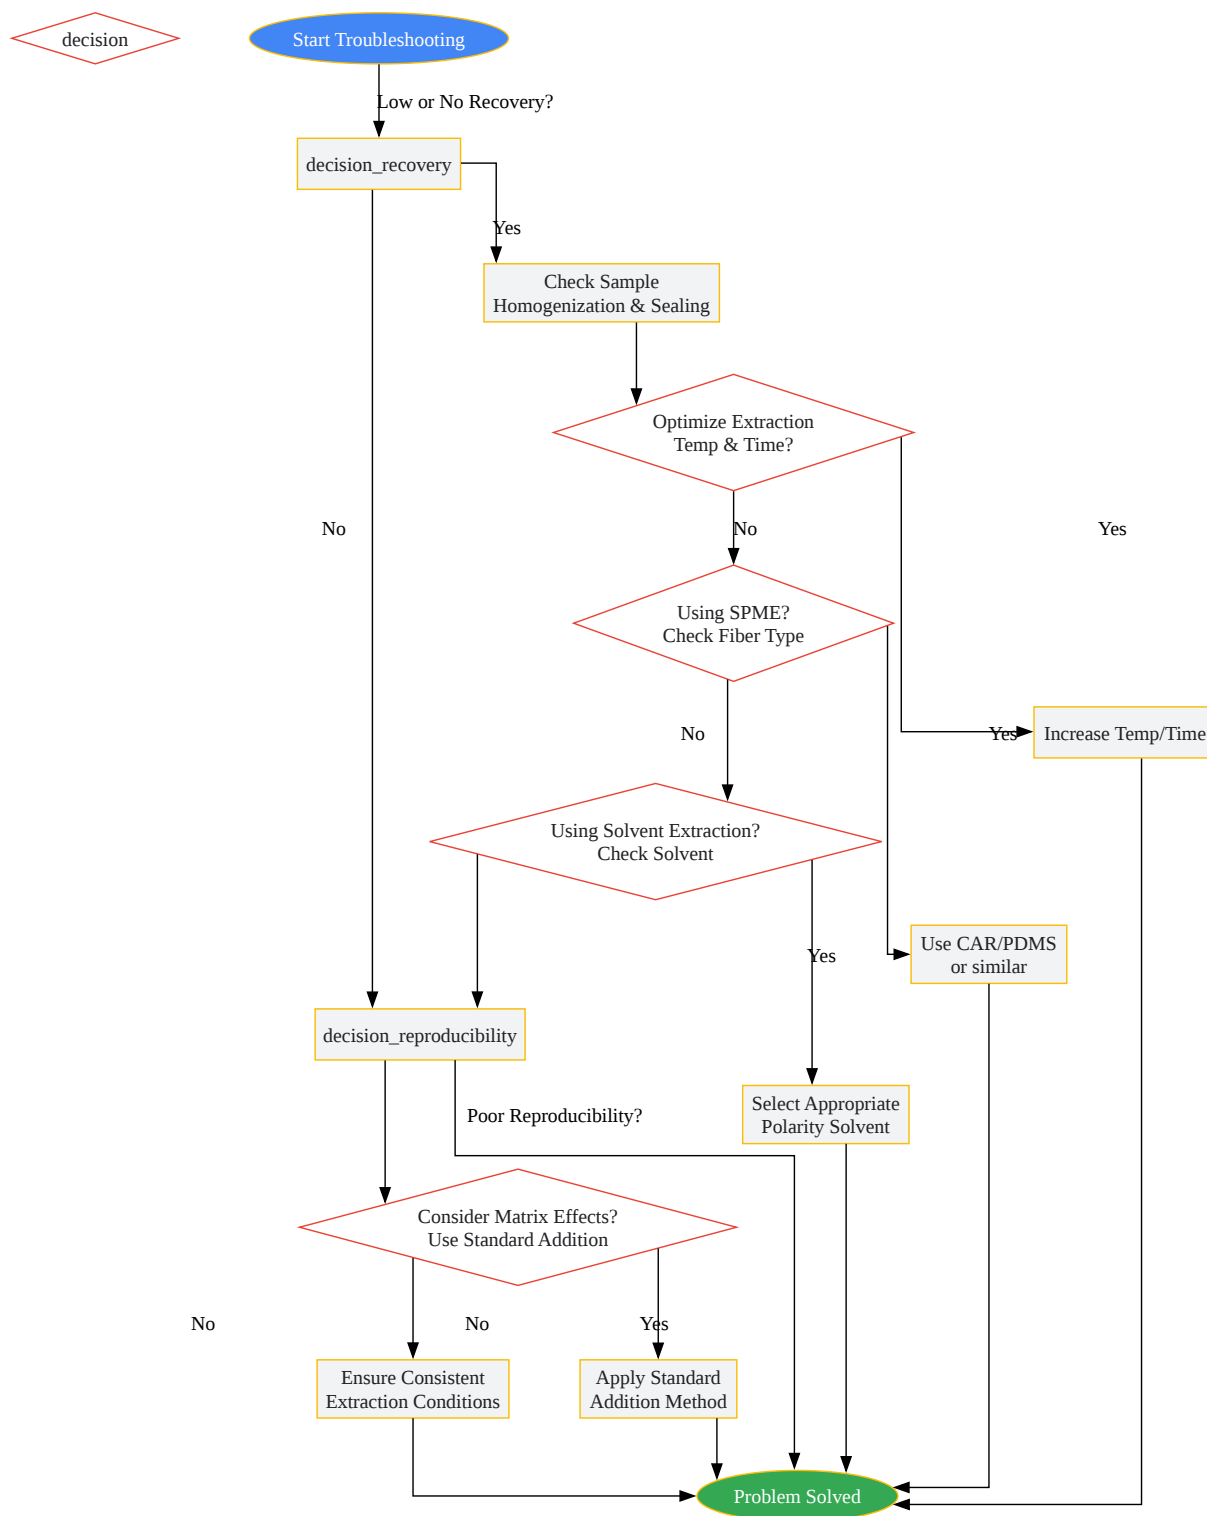 decision
Start Troubleshooting
Low or No Recovery?
decision_recovery
Yes
Check Sample
Homogenization & Sealing
Optimize Extraction
Temp & Time?
No
No
Yes
Using SPME?
Check Fiber Type
No
Yes
Increase Temp/Time
Using Solvent Extraction?
Check Solvent
Yes
Use CAR/PDMS
or similar
decision_reproducibility
Poor Reproducibility?
Select Appropriate
Polarity Solvent
Consider Matrix Effects?
Use Standard Addition
No
No
Yes
Ensure Consistent
Extraction Conditions
Apply Standard
Addition Method
Problem Solved